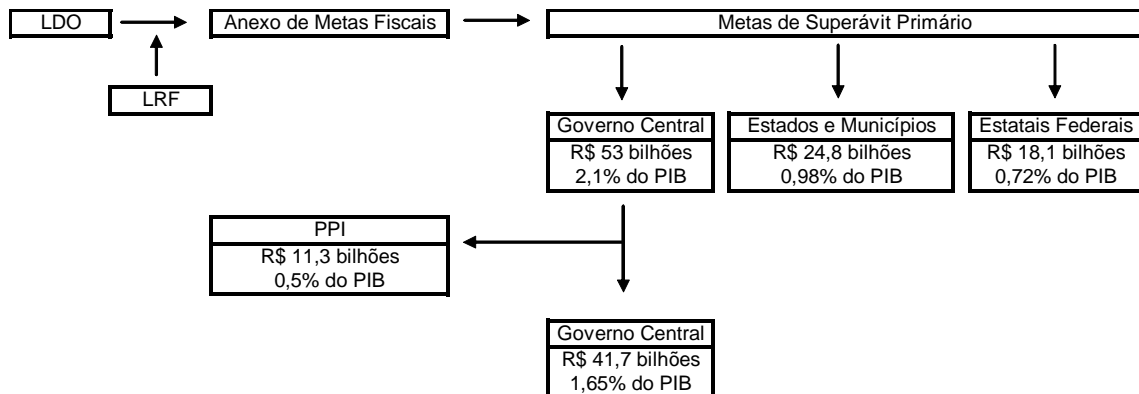 LDO
Anexo de Metas Fiscais
Metas de Superávit Primário
LRF
Governo Central
R$ 53 bilhões
2,1% do PIB
Estados e Municípios
R$ 24,8 bilhões
0,98% do PIB
Estatais Federais
R$ 18,1 bilhões
0,72% do PIB
PPI
R$ 11,3 bilhões
0,5% do PIB
Governo Central
R$ 41,7 bilhões
1,65% do PIB